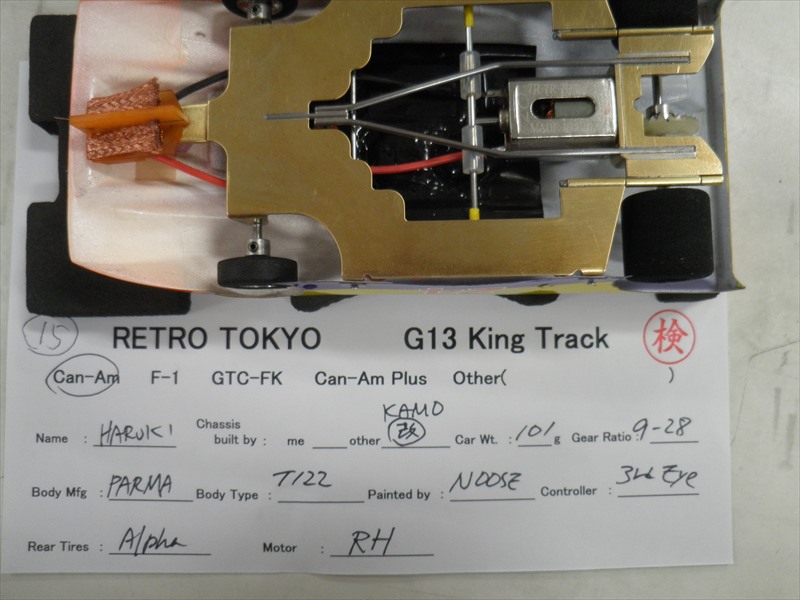 15
RETRO TOKYO G13 King Track 検
Can-Am F-1 GTC-FK Can-Am Plus Other( )
Name : HARUKI Chassis built by : me other KAMO 改 Car Wt. : 101 g Gear Ratio : 9-28
Body Mfg : PARMA Body Type : T122 Painted by : NOOSE Controller : 3rd Eye
Rear Tires : Alpha Motor : RH